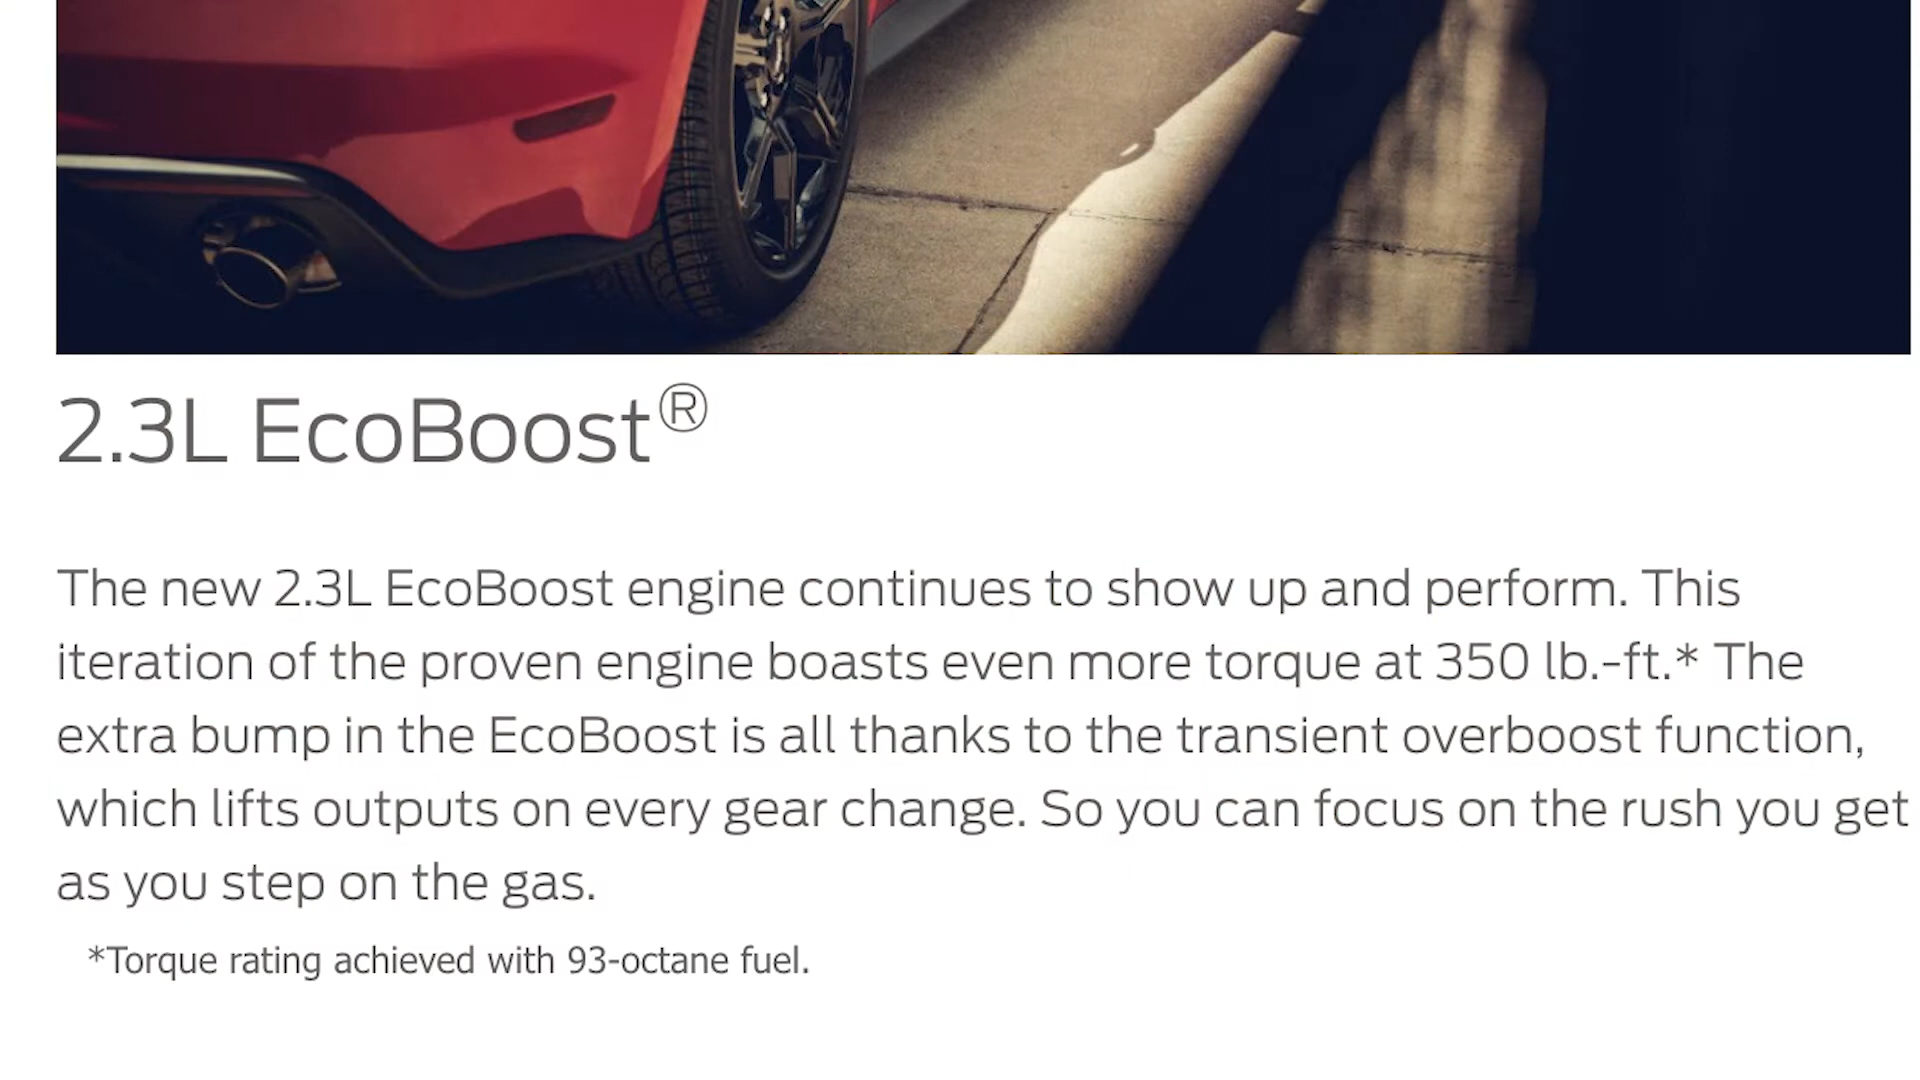 2.3L EcoBoost®
The new 2.3L EcoBoost engine continues to show up and perform. This
iteration of the proven engine boasts even more torque at 350 lb.-ft.* The
extra bump in the EcoBoost is all thanks to the transient overboost function,
which lifts outputs on every gear change. So you can focus on the rush you get
as you step on the gas.
*Torque rating achieved with 93-octane fuel.